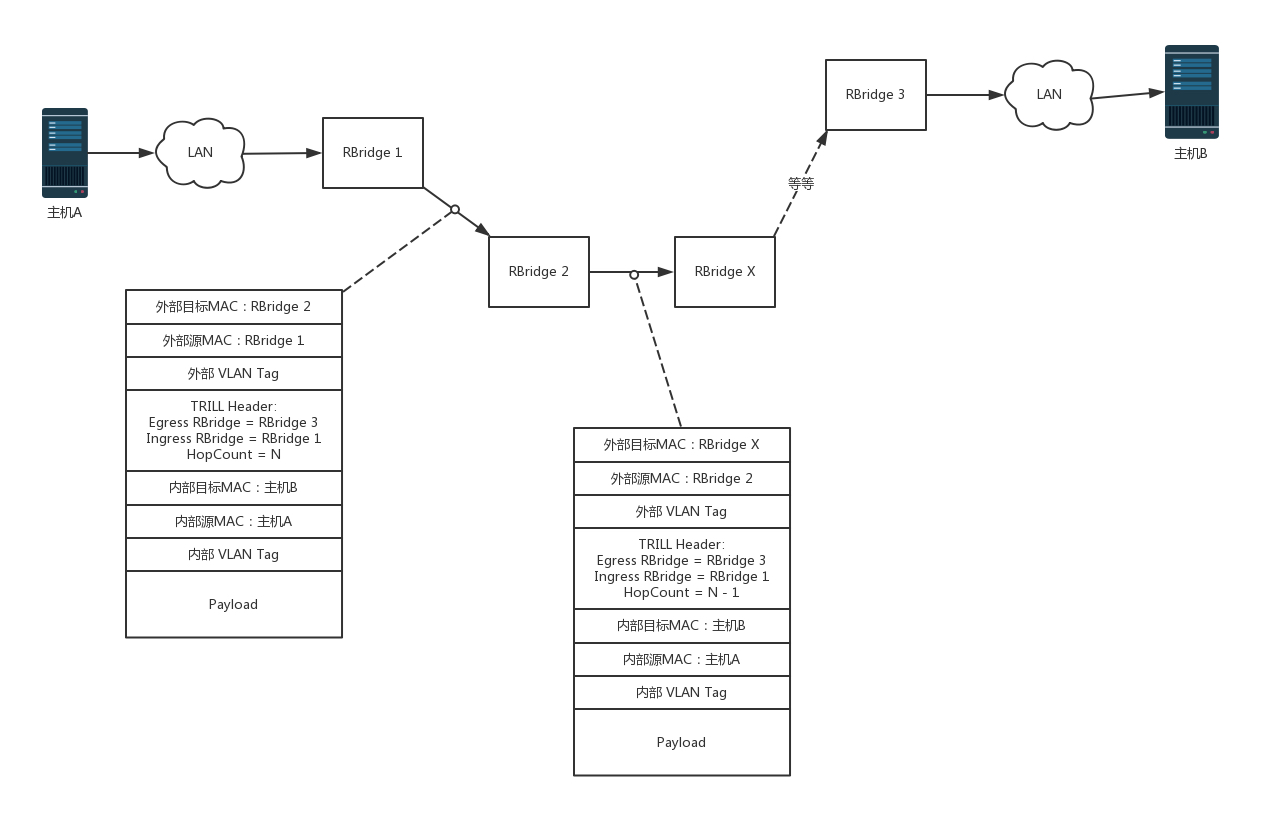 RBridge 3
LAN
主机B
LAN
RBridge 1
主机A
等等
RBridge 2
RBridge X
外部目标MAC：RBridge 2
外部源MAC：RBridge 1
外部 VLAN Tag
TRILL Header:
Egress RBridge = RBridge 3
Ingress RBridge = RBridge 1
HopCount = N
内部目标MAC：主机B
内部源MAC：主机A
内部 VLAN Tag
Payload
外部目标MAC：RBridge X
外部源MAC：RBridge 2
外部 VLAN Tag
TRILL Header:
Egress RBridge = RBridge 3
Ingress RBridge = RBridge 1
HopCount = N - 1
内部目标MAC：主机B
内部源MAC：主机A
内部 VLAN Tag
Payload